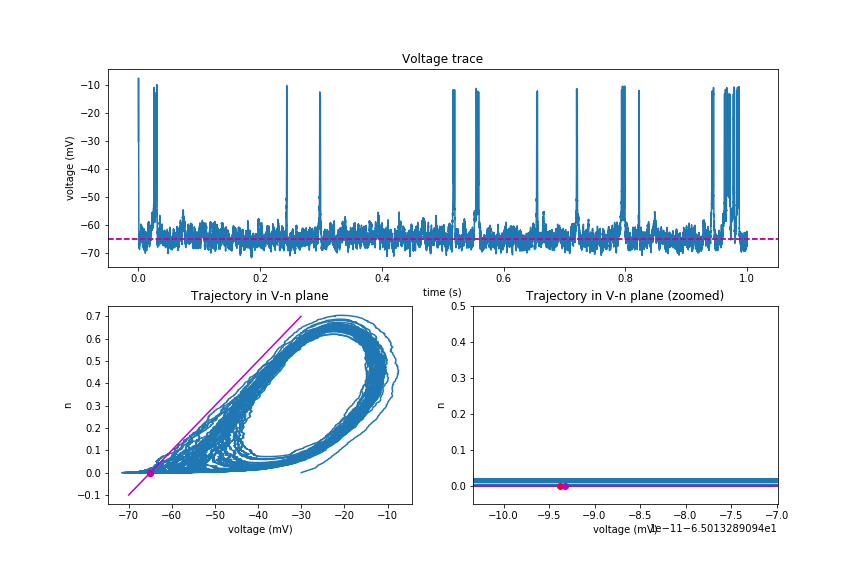 Voltage trace
voltage (mV)
−10
−20
−30
−40
−50
−60
−70
0.0 0.2 0.4 0.6 0.8 1.0
time (s)
Trajectory in V-n plane
n
0.7
0.6
0.5
0.4
0.3
0.2
0.1
0.0
−0.1
−70 −60 −50 −40 −30 −20 −10
voltage (mV)
Trajectory in V-n plane (zoomed)
n
0.5
0.4
0.3
0.2
0.1
0.0
−10.0 −9.5 −9.0 −8.5 −8.0 −7.5 −7.0
voltage (mV)
1e−11−6.5013289094e1